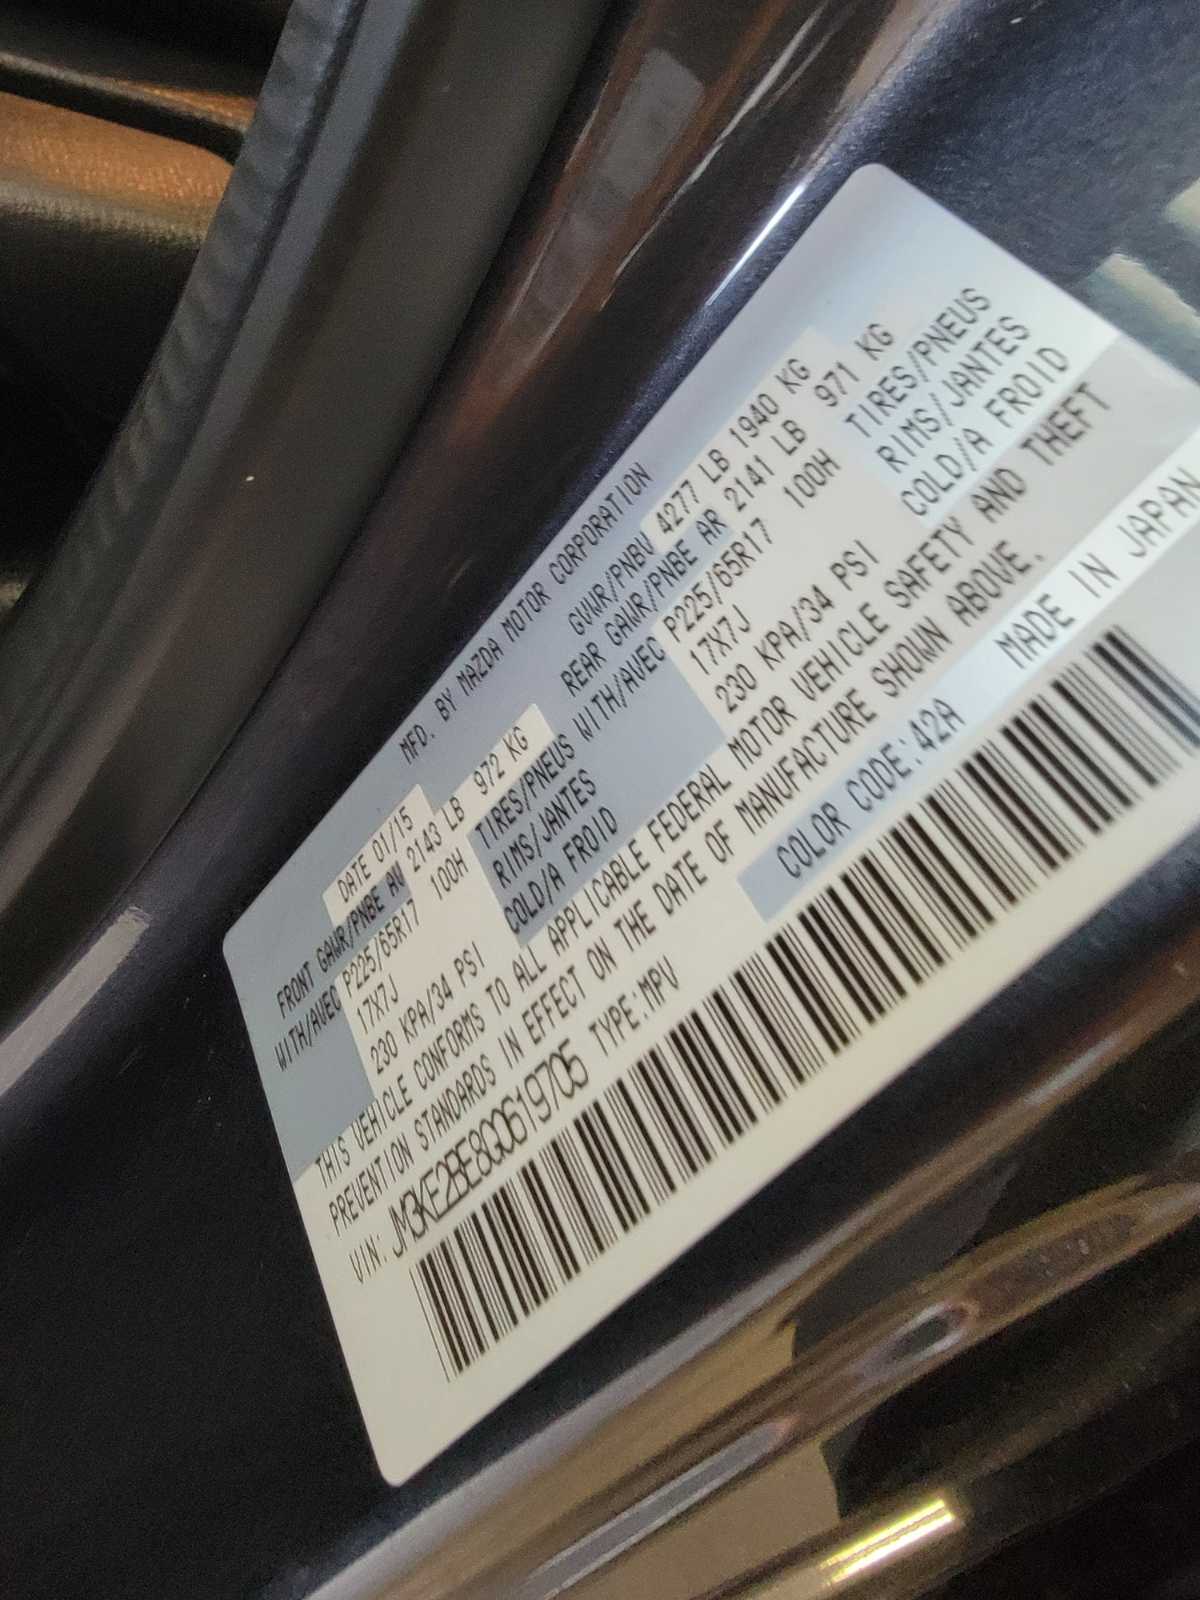 MFD. BY MAZDA MOTOR CORPORATION
DATE 01/15 GVWR/PNBV 4277 LB 1940 KG
FRONT GAWR/PNBE AV 2143 LB 972 KG REAR GAWR/PNBE AR 2141 LB 971 KG
WITH/AVEC P225/65R17 100H TIRES/PNEUS WITH/AVEC P225/65R17 100H TIRES/PNEUS
17X7J RIMS/JANTES 17X7J RIMS/JANTES
230 KPA/34 PSI COLD/A FROID 230 KPA/34 PSI COLD/A FROID
THIS VEHICLE CONFORMS TO ALL APPLICABLE FEDERAL MOTOR VEHICLE SAFETY AND THEFT
PREVENTION STANDARDS IN EFFECT ON THE DATE OF MANUFACTURE SHOWN ABOVE.
VIN: JM3KE2BE8G0619705 TYPE:MPV COLOR CODE:42A MADE IN JAPAN